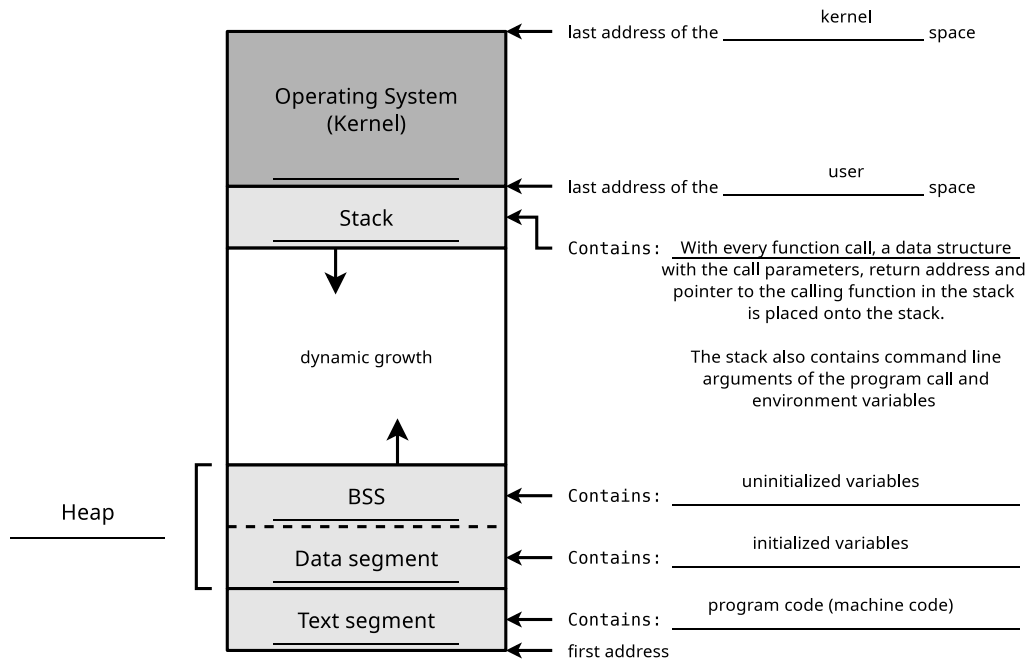 kernel
last address of the space
Operating System
(Kernel)
user
last address of the space
Stack
Contains: With every function call, a data structure
with the call parameters, return address and
pointer to the calling function in the stack
is placed onto the stack.
dynamic growth
The stack also contains command line
arguments of the program call and
environment variables
BSS
Contains: uninitialized variables
Heap
Data segment
Contains: initialized variables
Text segment
Contains: program code (machine code)
first address